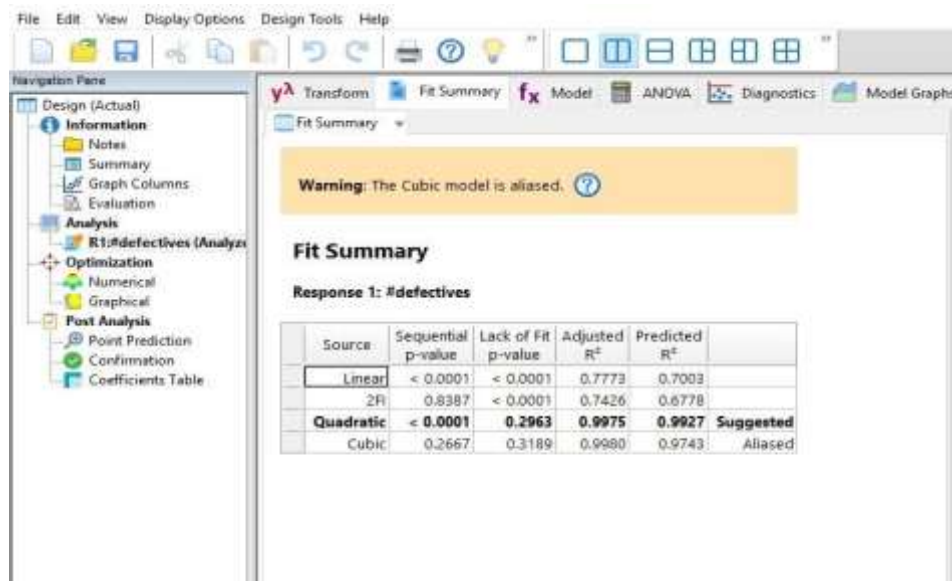 File Edit View Display Options Design Tools Help
Navigation Pane
Design (Actual)
Information
Notes
Summary
Graph Columns
Evaluation
Analysis
R1:#defectives (Analyze
Optimization
Numerical
Graphical
Post Analysis
Point Prediction
Confirmation
Coefficients Table
yλ Transform Fit Summary fx Model ANOVA Diagnostics Model Graphs
Fit Summary
Warning: The Cubic model is aliased.
Fit Summary
Response 1: #defectives
Source Sequential p-value Lack of Fit p-value Adjusted R² Predicted R²
Linear < 0.0001 < 0.0001 0.7773 0.7003
2FI 0.8387 < 0.0001 0.7426 0.6778
Quadratic < 0.0001 0.2963 0.9975 0.9927 Suggested
Cubic 0.2667 0.3189 0.9980 0.9743 Aliased